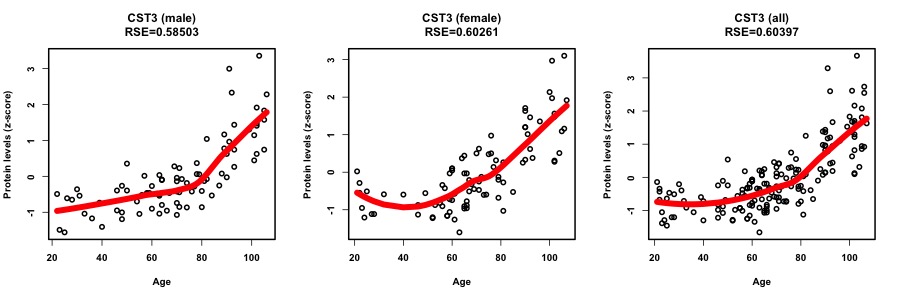 CST3 (male)
RSE=0.58503
Protein levels (z-score)
3
2
1
0
-1
20 40 60 80 100
Age
CST3 (female)
RSE=0.60261
Protein levels (z-score)
3
2
1
0
-1
20 40 60 80 100
Age
CST3 (all)
RSE=0.60397
Protein levels (z-score)
3
2
1
0
-1
20 40 60 80 100
Age